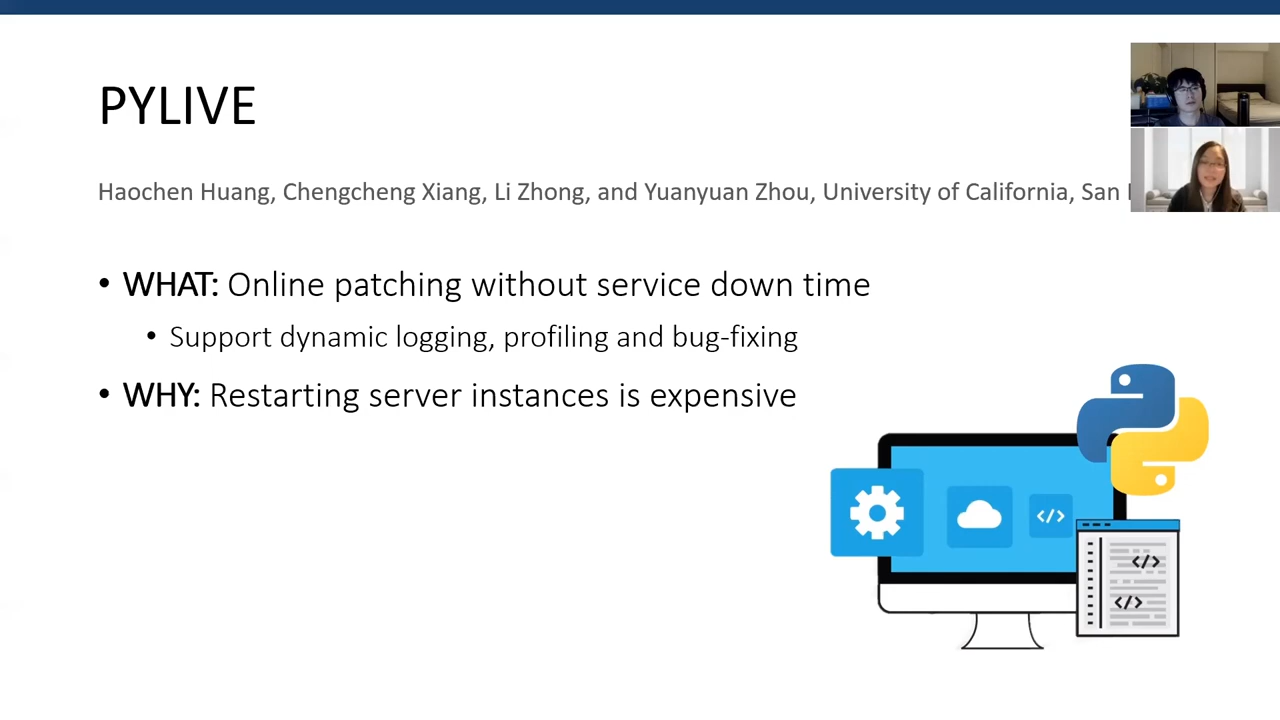 PYLIVE
Haochen Huang, Chengcheng Xiang, Li Zhong, and Yuanyuan Zhou, University of California, San
• WHAT: Online patching without service down time
• Support dynamic logging, profiling and bug-fixing
• WHY: Restarting server instances is expensive
</>
</>
</>